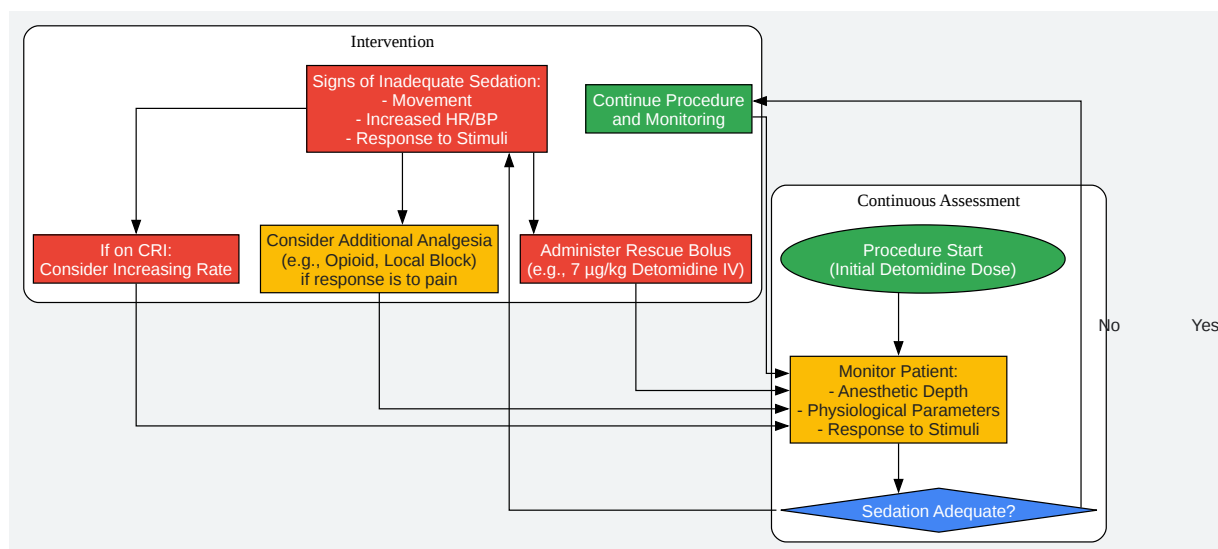 Intervention
Signs of Inadequate Sedation:
- Movement
- Increased HR/BP
- Response to Stimuli
Continue Procedure
and Monitoring
If on CRI:
Consider Increasing Rate
Consider Additional Analgesia
(e.g., Opioid, Local Block)
if response is to pain
Administer Rescue Bolus
(e.g., 7 µg/kg Detomidine IV)
Continuous Assessment
Procedure Start
(Initial Detomidine Dose)
No
Yes
Monitor Patient:
- Anesthetic Depth
- Physiological Parameters
- Response to Stimuli
Sedation Adequate?